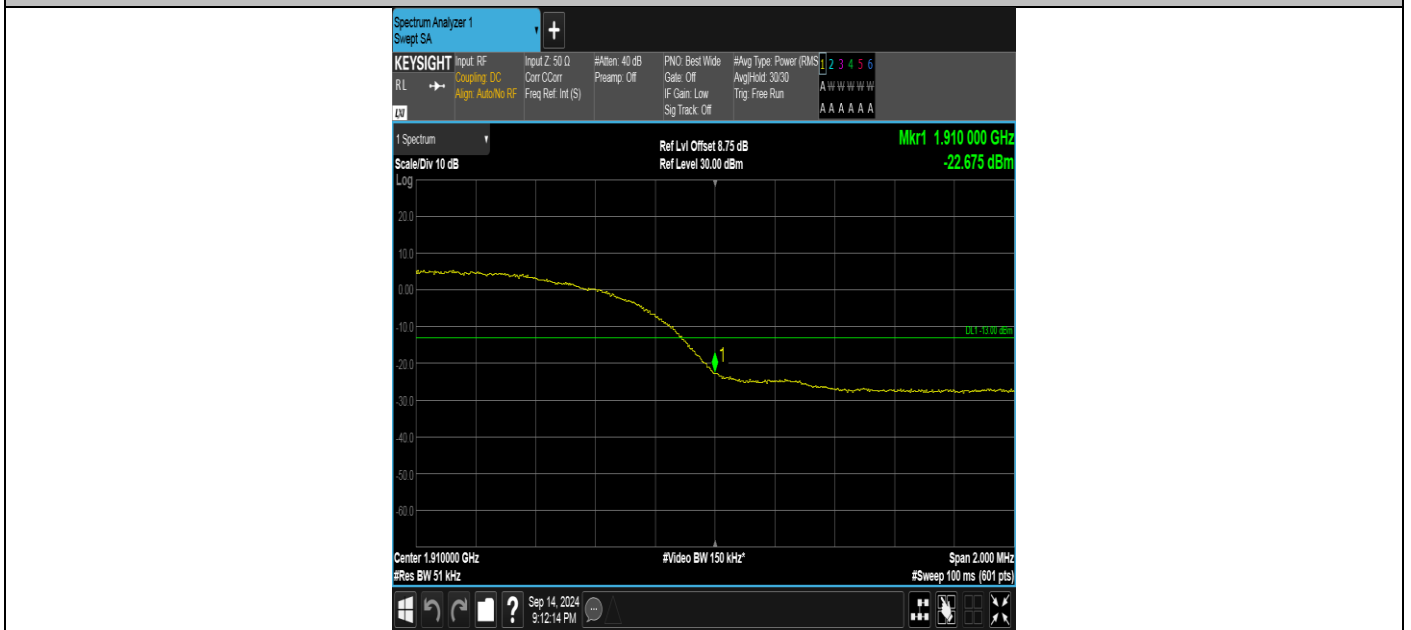 Spectrum Analyzer 1
Swept SA
+
KEYSIGHT
RL
LXI
Input: RF
Coupling: DC
Align: Auto/No RF
Input Z: 50 Ω
Corr CCorr
Freq Ref: Int (S)
#Atten: 40 dB
Preamp: Off
PNO: Best Wide
Gate: Off
IF Gain: Low
Sig Track: Off
#Avg Type: Power (RMS
Avg|Hold: 30/30
Trig: Free Run
1 2 3 4 5 6
A W W W W W
A A A A A A
1 Spectrum
Scale/Div 10 dB
Log
Ref Lvl Offset 8.75 dB
Ref Level 30.00 dBm
Mkr1 1.910 000 GHz
-22.675 dBm
20.0
10.0
0.00
-10.0
DL1 -13.00 dBm
1
-20.0
-30.0
-40.0
-50.0
-60.0
Center 1.910000 GHz
#Video BW 150 kHz*
Span 2.000 MHz
#Res BW 51 kHz
#Sweep 100 ms (601 pts)
?
Sep 14, 2024
9:12:14 PM